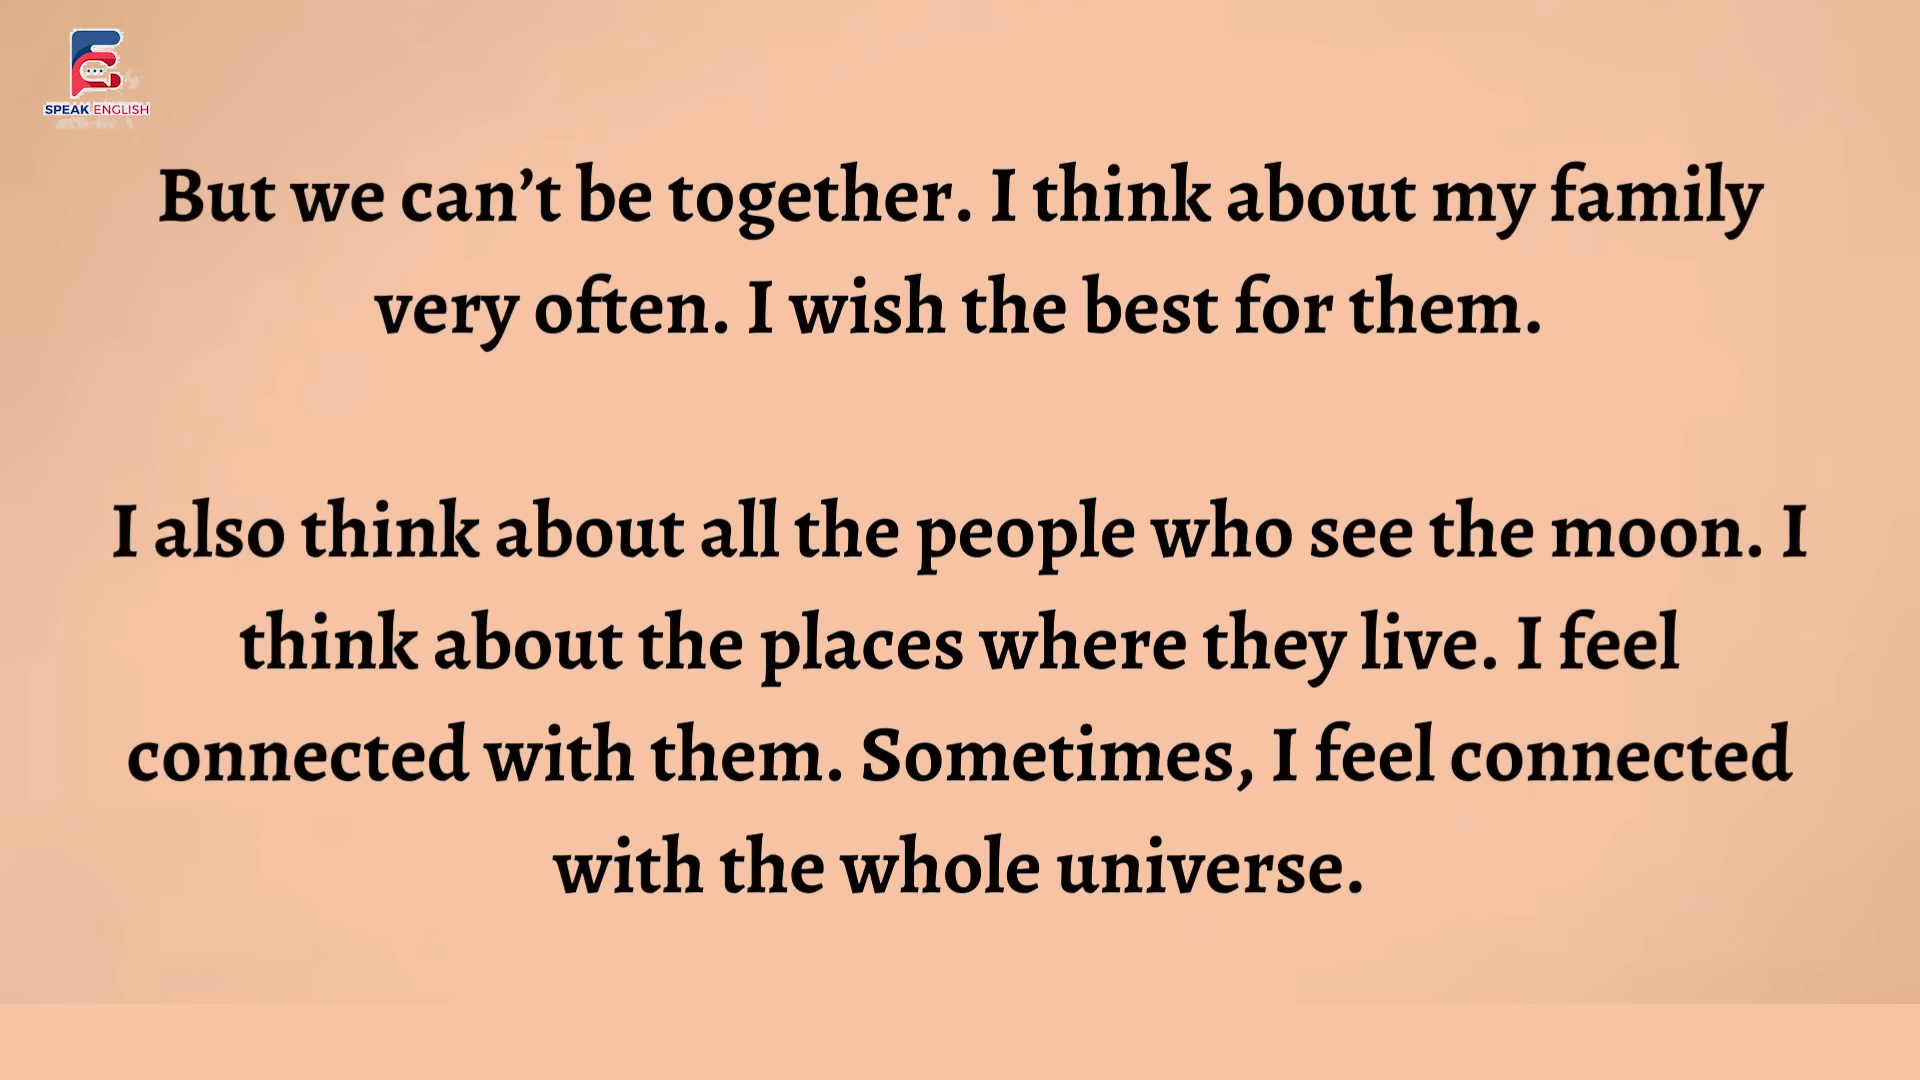 SPEAK ENGLISH
But we can’t be together. I think about my family
very often. I wish the best for them.
I also think about all the people who see the moon. I
think about the places where they live. I feel
connected with them. Sometimes, I feel connected
with the whole universe.